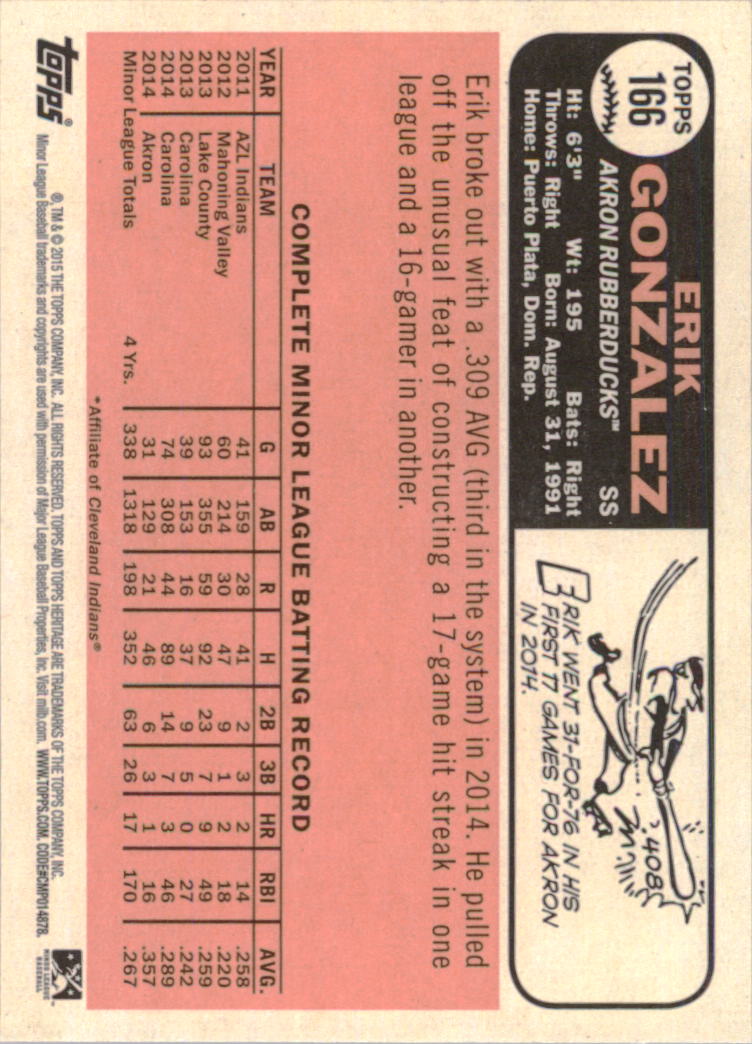 TOPPS
166
ERIK
GONZALEZ
AKRON RUBBERDUCKS™ SS
Ht: 6'3" Wt: 195 Bats: Right
Throws: Right Born: August 31, 1991
Home: Puerto Plata, Dom. Rep.
.408!
ERIK WENT 31-FOR-76 IN HIS
FIRST 17 GAMES FOR AKRON
IN 2014.
Erik broke out with a .309 AVG (third in the system) in 2014. He pulled
off the unusual feat of constructing a 17-game hit streak in one
league and a 16-gamer in another.
COMPLETE MINOR LEAGUE BATTING RECORD
YEAR TEAM G AB R H 2B 3B HR RBI AVG.
2011 AZL Indians 41 159 28 41 2 3 2 14 .258
2012 Mahoning Valley 60 214 30 47 9 1 2 18 .220
2013 Lake County 93 355 59 92 23 7 9 49 .259
2013 Carolina 39 153 16 37 9 5 0 27 .242
2014 Carolina 74 308 44 89 14 7 3 46 .289
2014 Akron 31 129 21 46 6 3 1 16 .357
Minor League Totals 4 Yrs. 338 1318 198 352 63 26 17 170 .267
*Affiliate of Cleveland Indians®
topps®
®, TM & © 2015 THE TOPPS COMPANY, INC. ALL RIGHTS RESERVED. TOPPS AND TOPPS HERITAGE ARE TRADEMARKS OF THE TOPPS COMPANY, INC.
Minor League Baseball trademarks and copyrights are used with permission of Major League Baseball Properties, Inc. Visit milb.com. WWW.TOPPS.COM. CODE#CMP014878.
MINOR LEAGUE
BASEBALL™